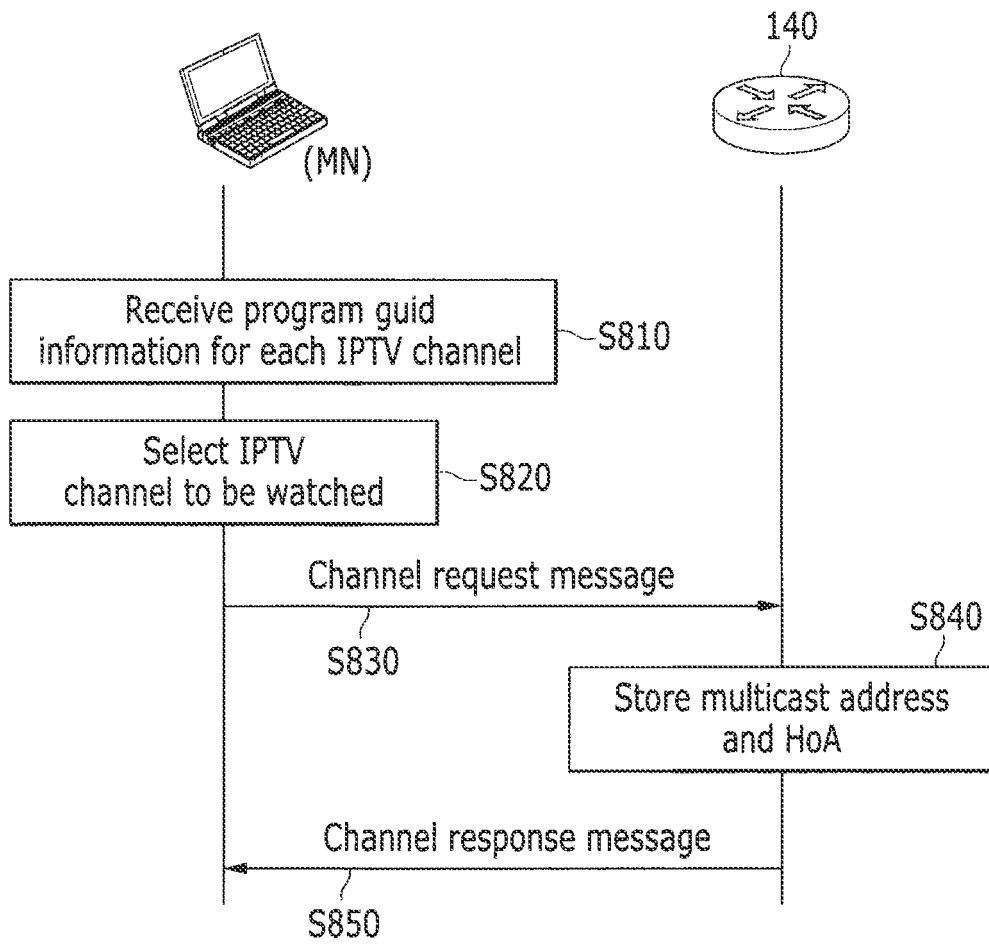 140
(MN)
Receive program guid
information for each IPTV channel
S810
Select IPTV
channel to be watched
S820
Channel request message
S830
S840
Store multicast address
and HoA
Channel response message
S850